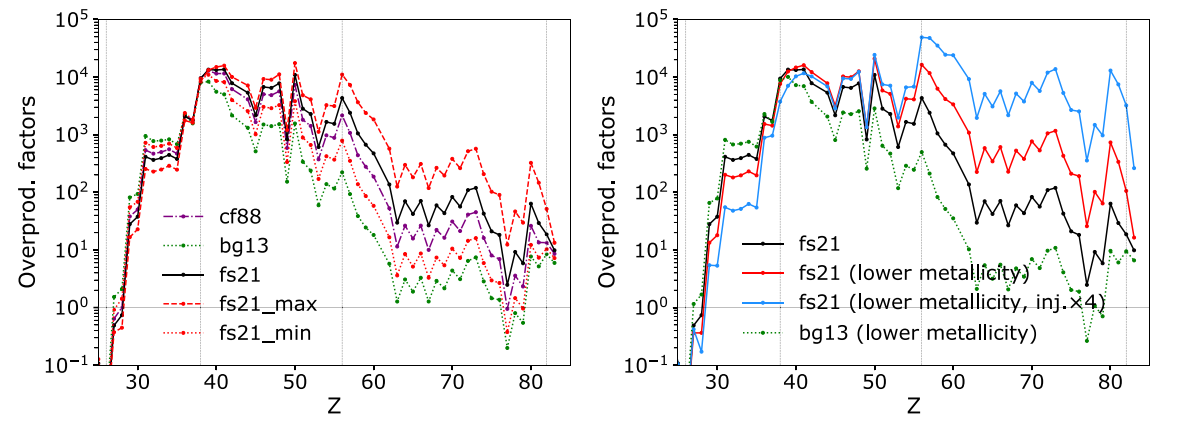 10^5
10^4
10^3
10^2
10^1
10^0
10^-1
Overprod. factors
cf88
bg13
fs21
fs21_max
fs21_min
30 40 50 60 70 80
Z
10^5
10^4
10^3
10^2
10^1
10^0
10^-1
Overprod. factors
fs21
fs21 (lower metallicity)
fs21 (lower metallicity, inj.×4)
bg13 (lower metallicity)
30 40 50 60 70 80
Z